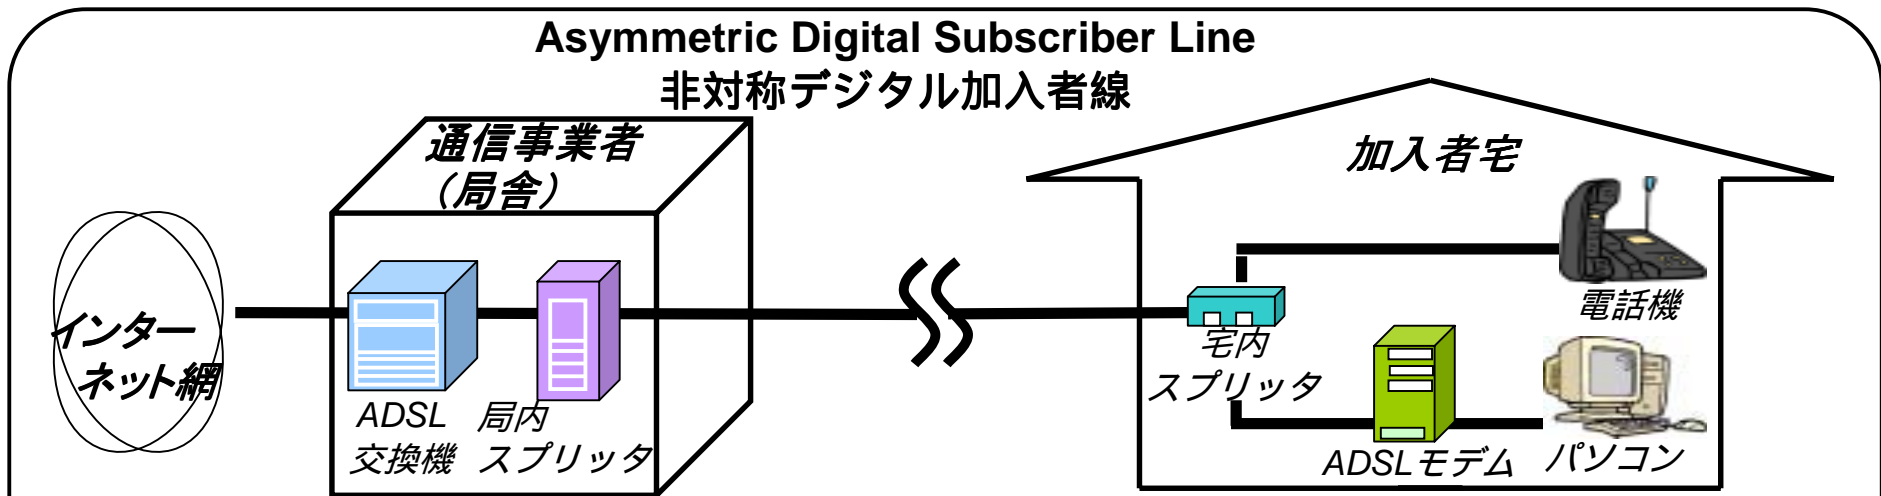 Asymmetric Digital Subscriber Line
非対称デジタル加入者線
通信事業者
（局舎）
加入者宅
インター
ネット網
ADSL
交換機
局内
スプリッタ
宅内
スプリッタ
電話機
ADSLモデム
パソコン